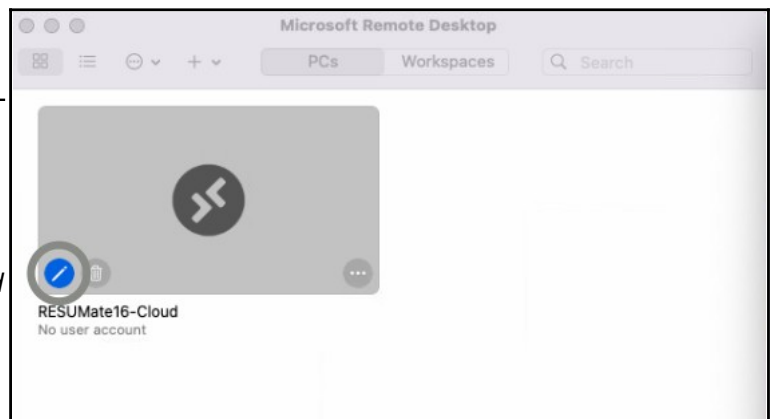 Microsoft Remote Desktop
PCs Workspaces Search
RESUMate16-Cloud
No user account